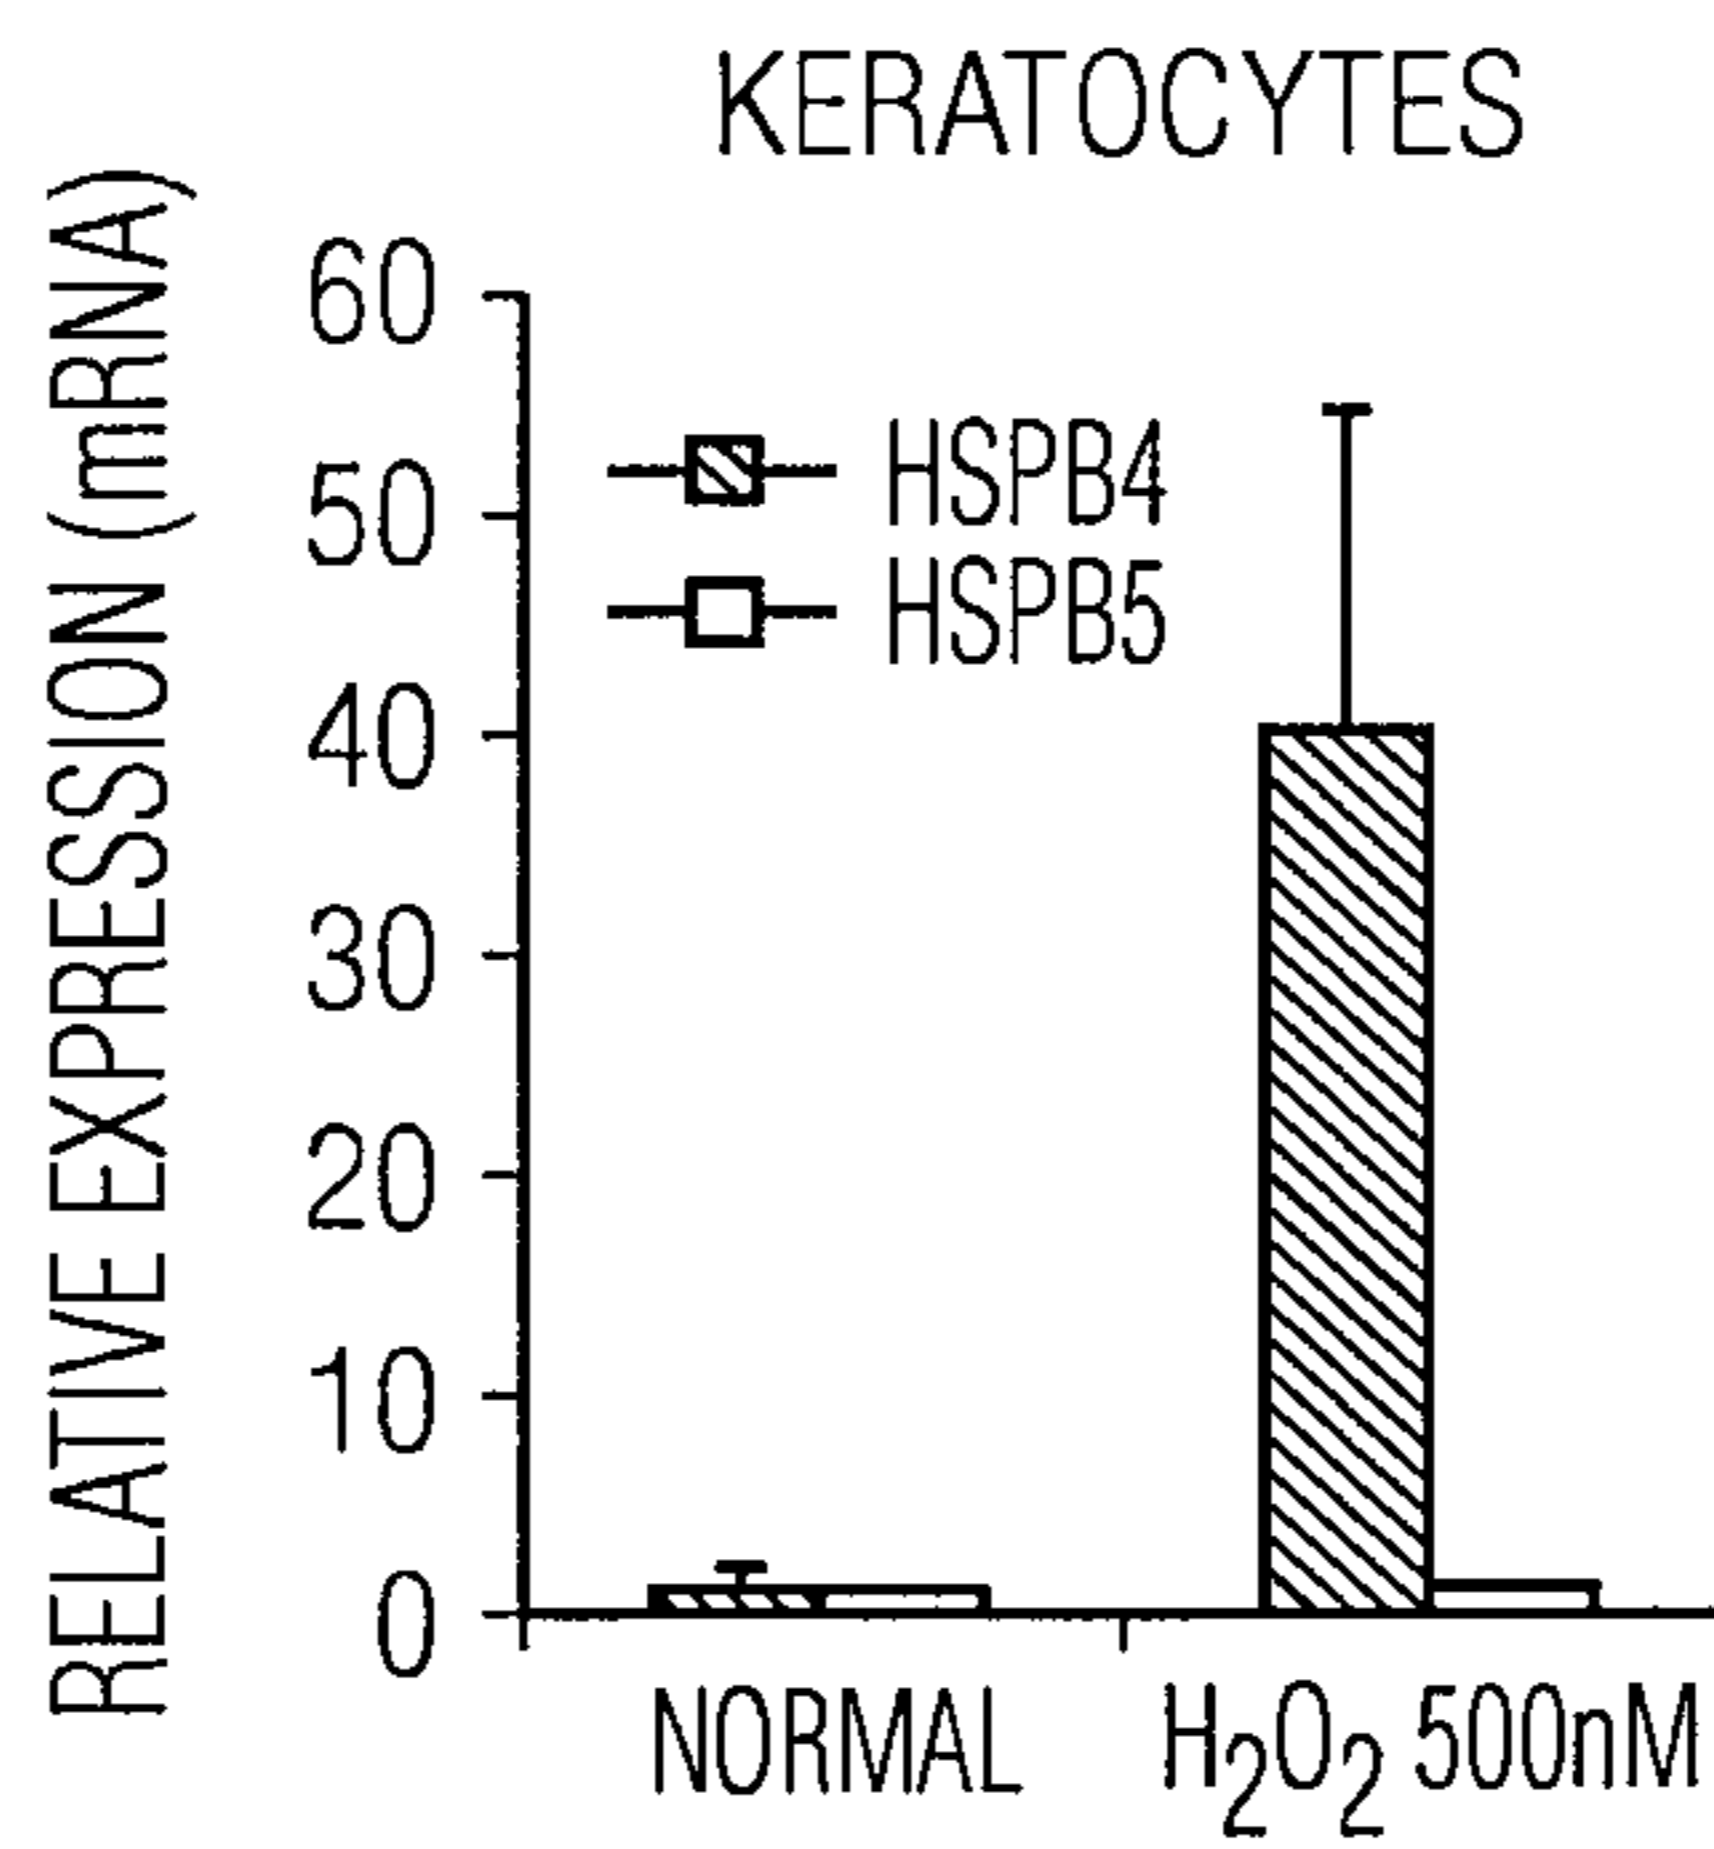 KERATOCYTES
RELATIVE EXPRESSION (mRNA)
60
50
40
30
20
10
0
HSPB4
HSPB5
NORMAL
H₂O₂ 500nM